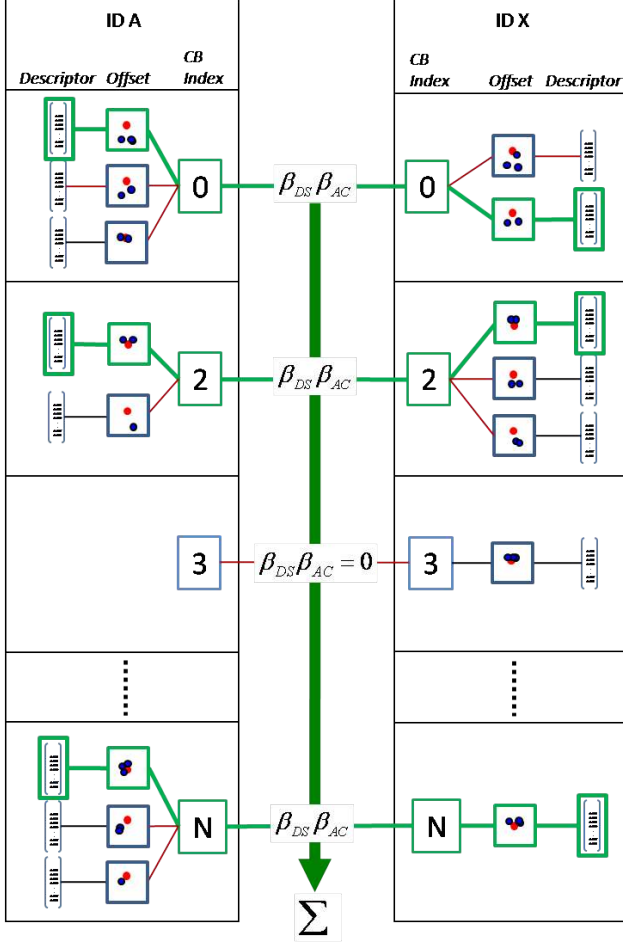 ID A ID X
CB CB
Descriptor Offset Index Index Offset Descriptor
0 β_DS β_AC 0
2 β_DS β_AC 2
3 β_DS β_AC = 0 3
N β_DS β_AC N
Σ